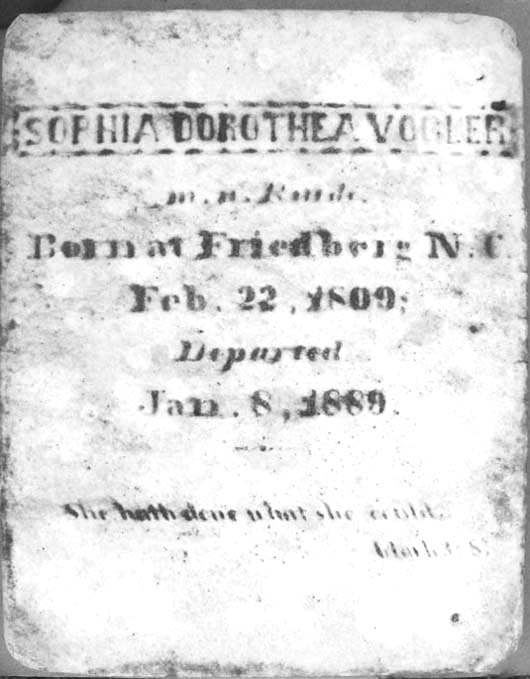 SOPHIA DOROTHEA VOGLER
m. n. Rude.
Born at Friedberg N. C.
Feb. 22, 1809;
Departed
Jan. 8, 1889.
She hath done what she could.
Mark